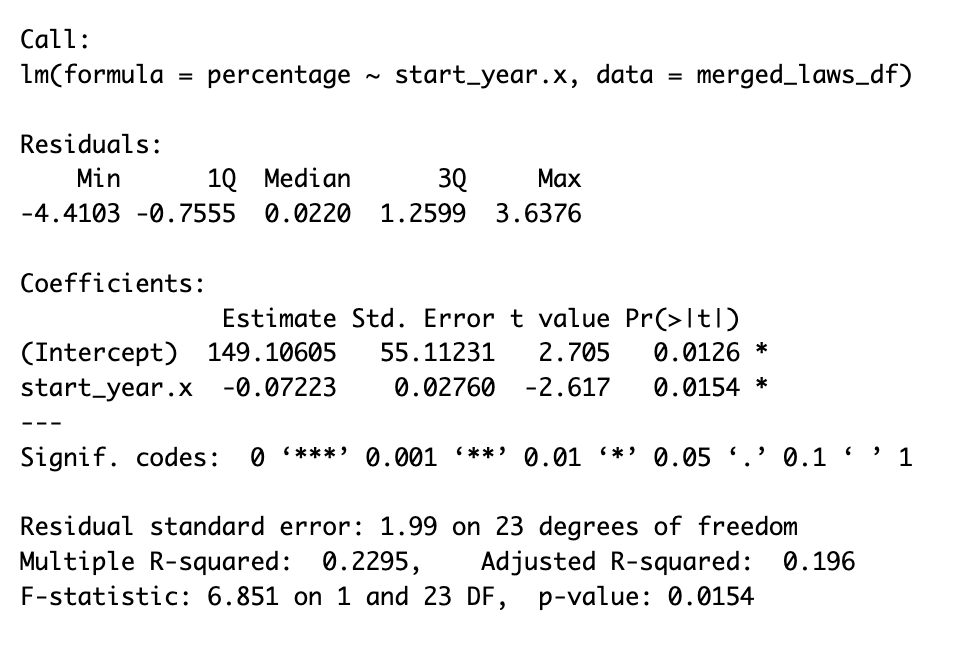 Call:
lm(formula = percentage ~ start_year.x, data = merged_laws_df)
Residuals:
    Min      1Q  Median      3Q     Max
-4.4103 -0.7555  0.0220  1.2599  3.6376
Coefficients:
              Estimate Std. Error t value Pr(>|t|)
(Intercept)  149.10605   55.11231   2.705   0.0126 *
start_year.x  -0.07223    0.02760  -2.617   0.0154 *
---
Signif. codes:  0 ‘***’ 0.001 ‘**’ 0.01 ‘*’ 0.05 ‘.’ 0.1 ‘ ’ 1
Residual standard error: 1.99 on 23 degrees of freedom
Multiple R-squared:  0.2295,    Adjusted R-squared:  0.196
F-statistic: 6.851 on 1 and 23 DF,  p-value: 0.0154